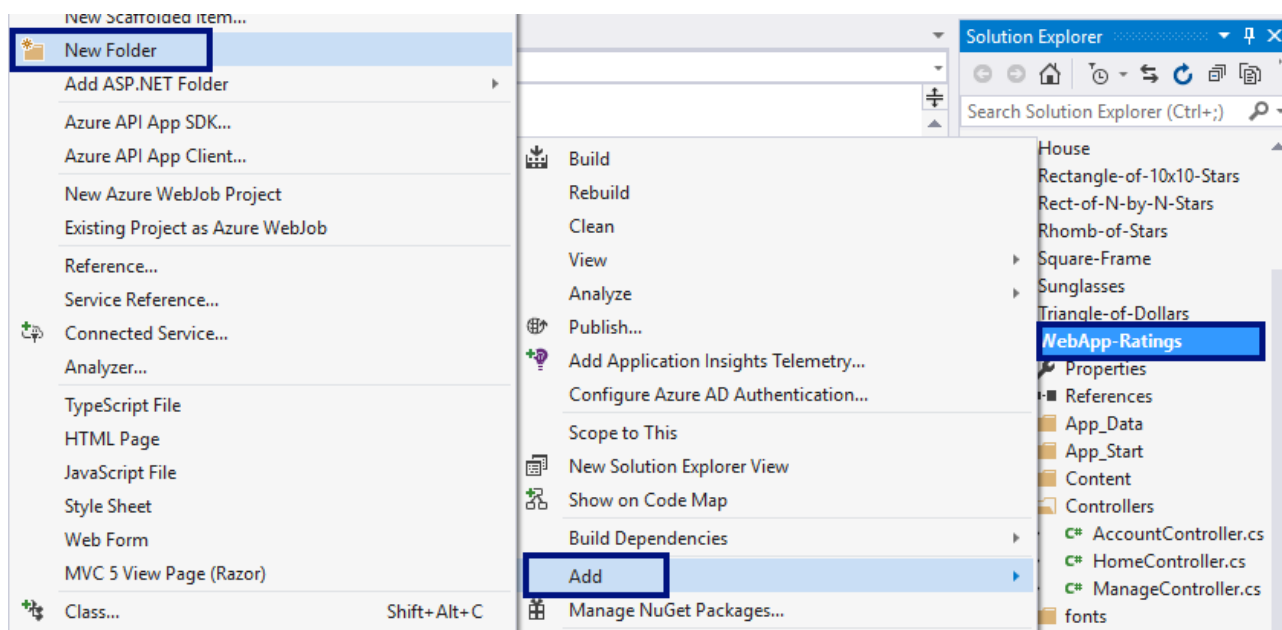 New Scaffolded Item...
New Folder
Add ASP.NET Folder
Azure API App SDK...
Azure API App Client...
New Azure WebJob Project
Existing Project as Azure WebJob
Reference...
Service Reference...
Connected Service...
Analyzer...
TypeScript File
HTML Page
JavaScript File
Style Sheet
Web Form
MVC 5 View Page (Razor)
Class... Shift+Alt+C
Build
Rebuild
Clean
View
Analyze
Publish...
Add Application Insights Telemetry...
Configure Azure AD Authentication...
Scope to This
New Solution Explorer View
Show on Code Map
Build Dependencies
Add
Manage NuGet Packages...
Solution Explorer
Search Solution Explorer (Ctrl+;)
House
Rectangle-of-10x10-Stars
Rect-of-N-by-N-Stars
Rhomb-of-Stars
Square-Frame
Sunglasses
Triangle-of-Dollars
WebApp-Ratings
Properties
References
App_Data
App_Start
Content
Controllers
C# AccountController.cs
C# HomeController.cs
C# ManageController.cs
fonts